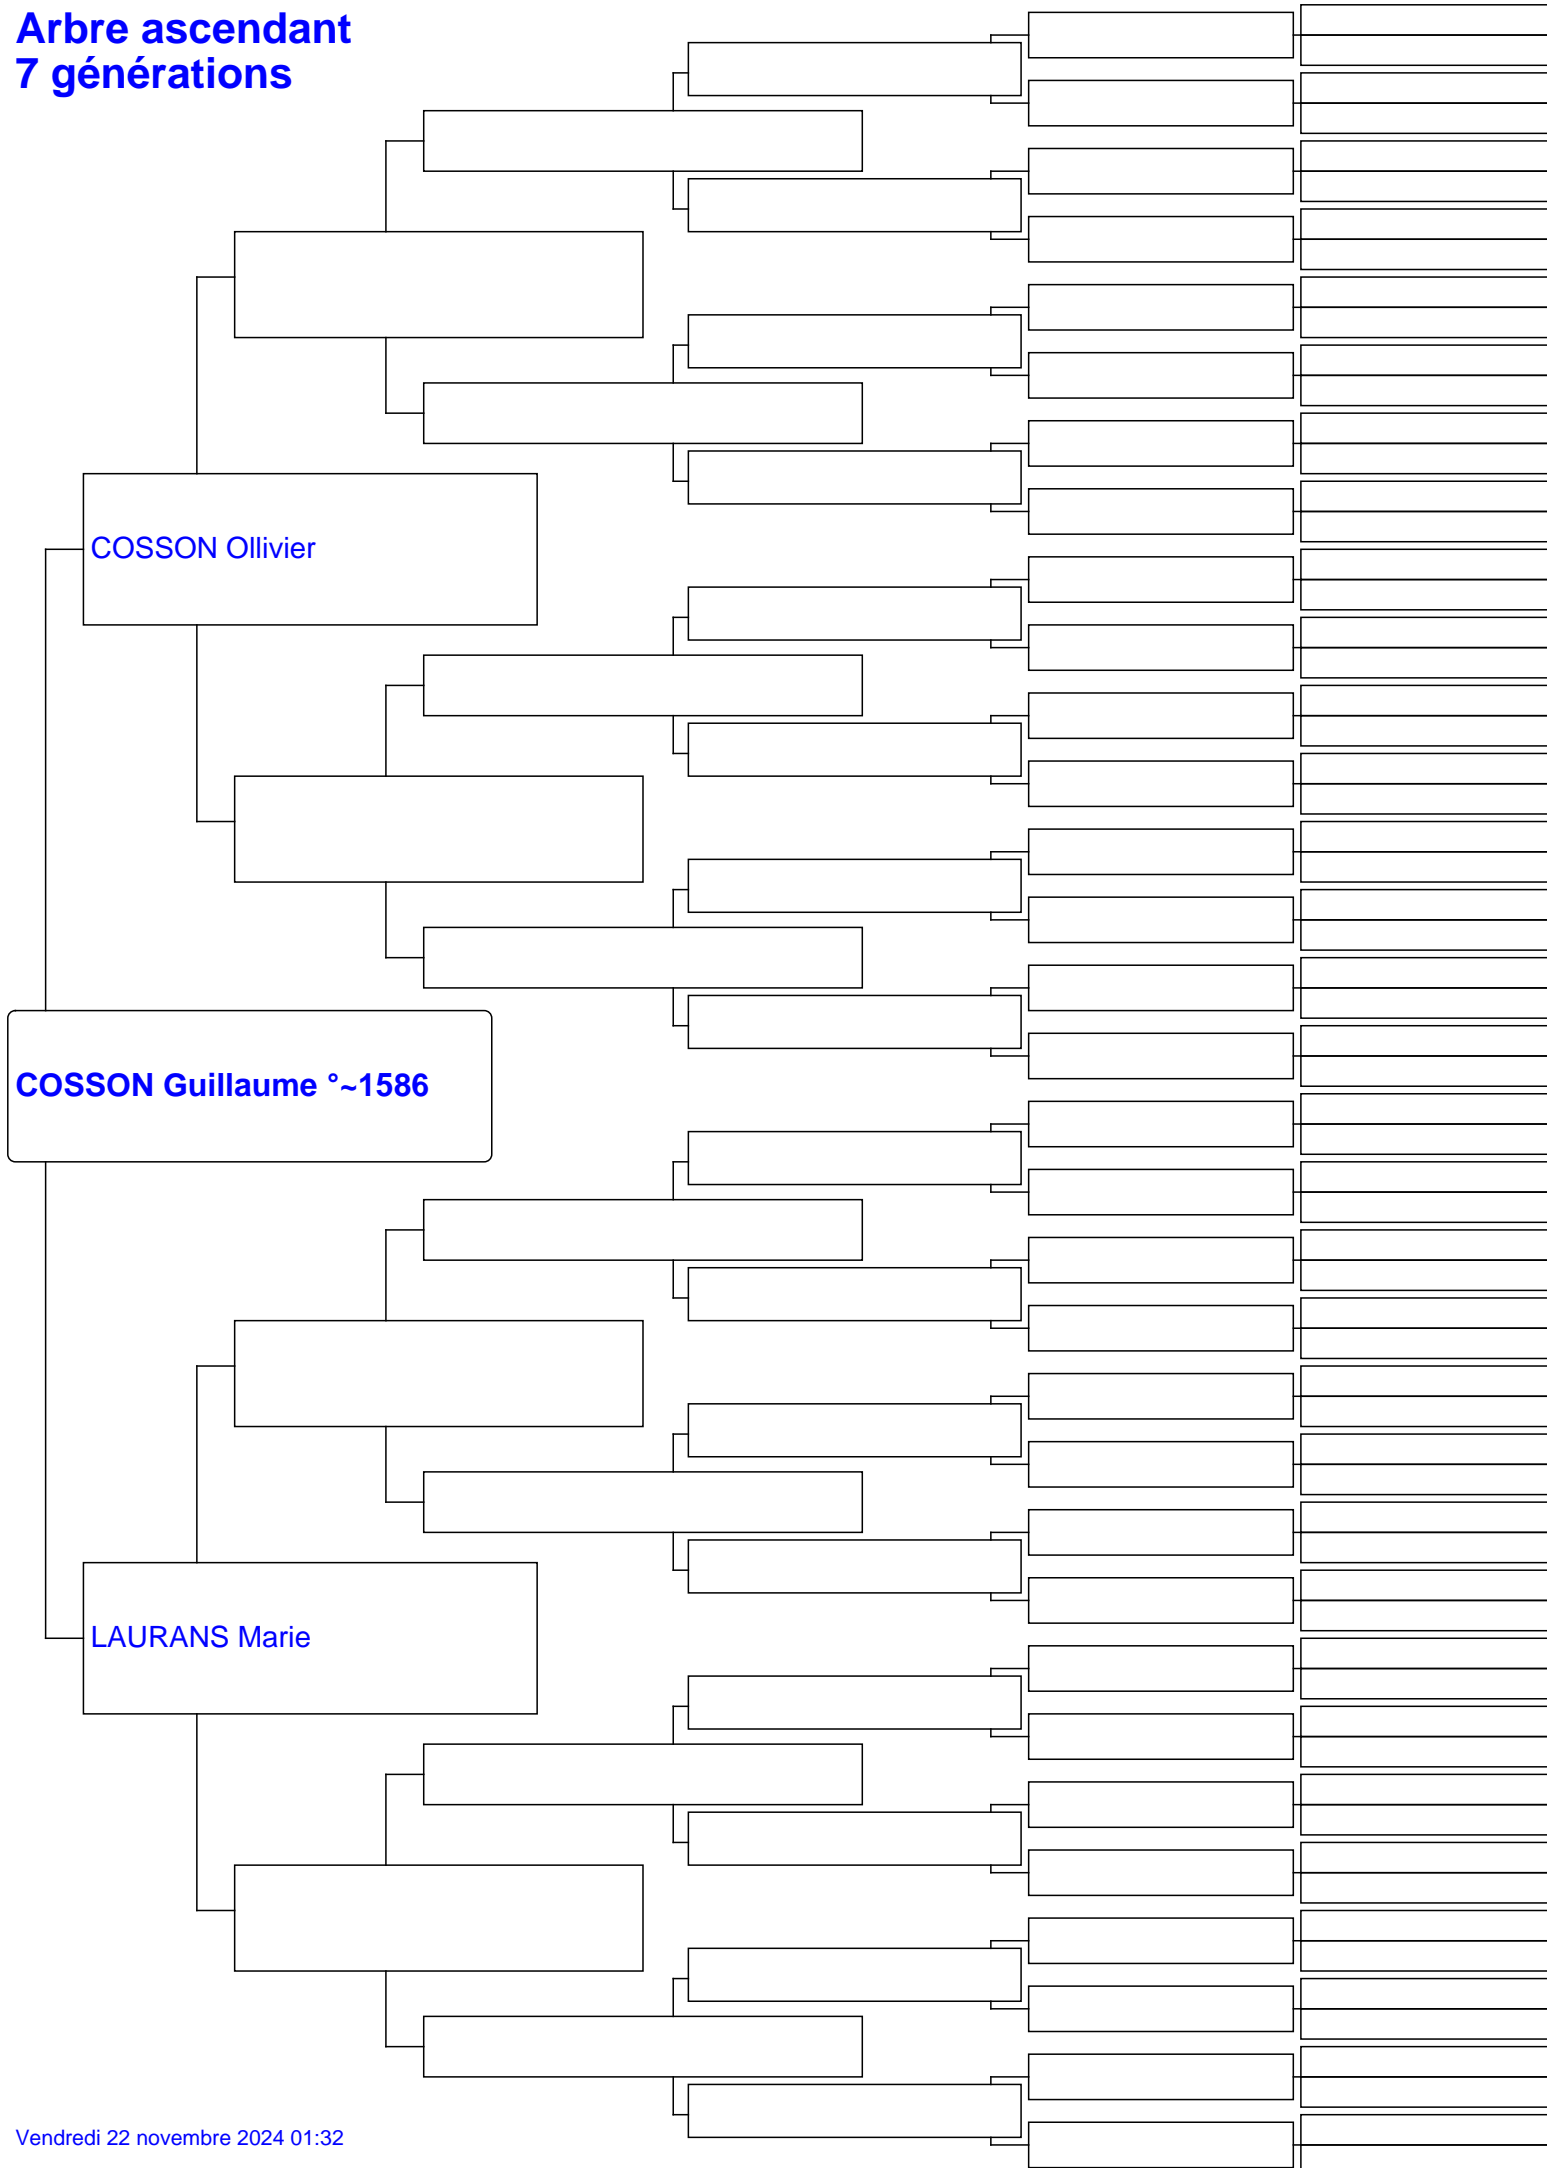 Arbre ascendant
7 générations
COSSON Ollivier
COSSON Guillaume °~1586
LAURANS Marie
Vendredi 22 novembre 2024 01:32